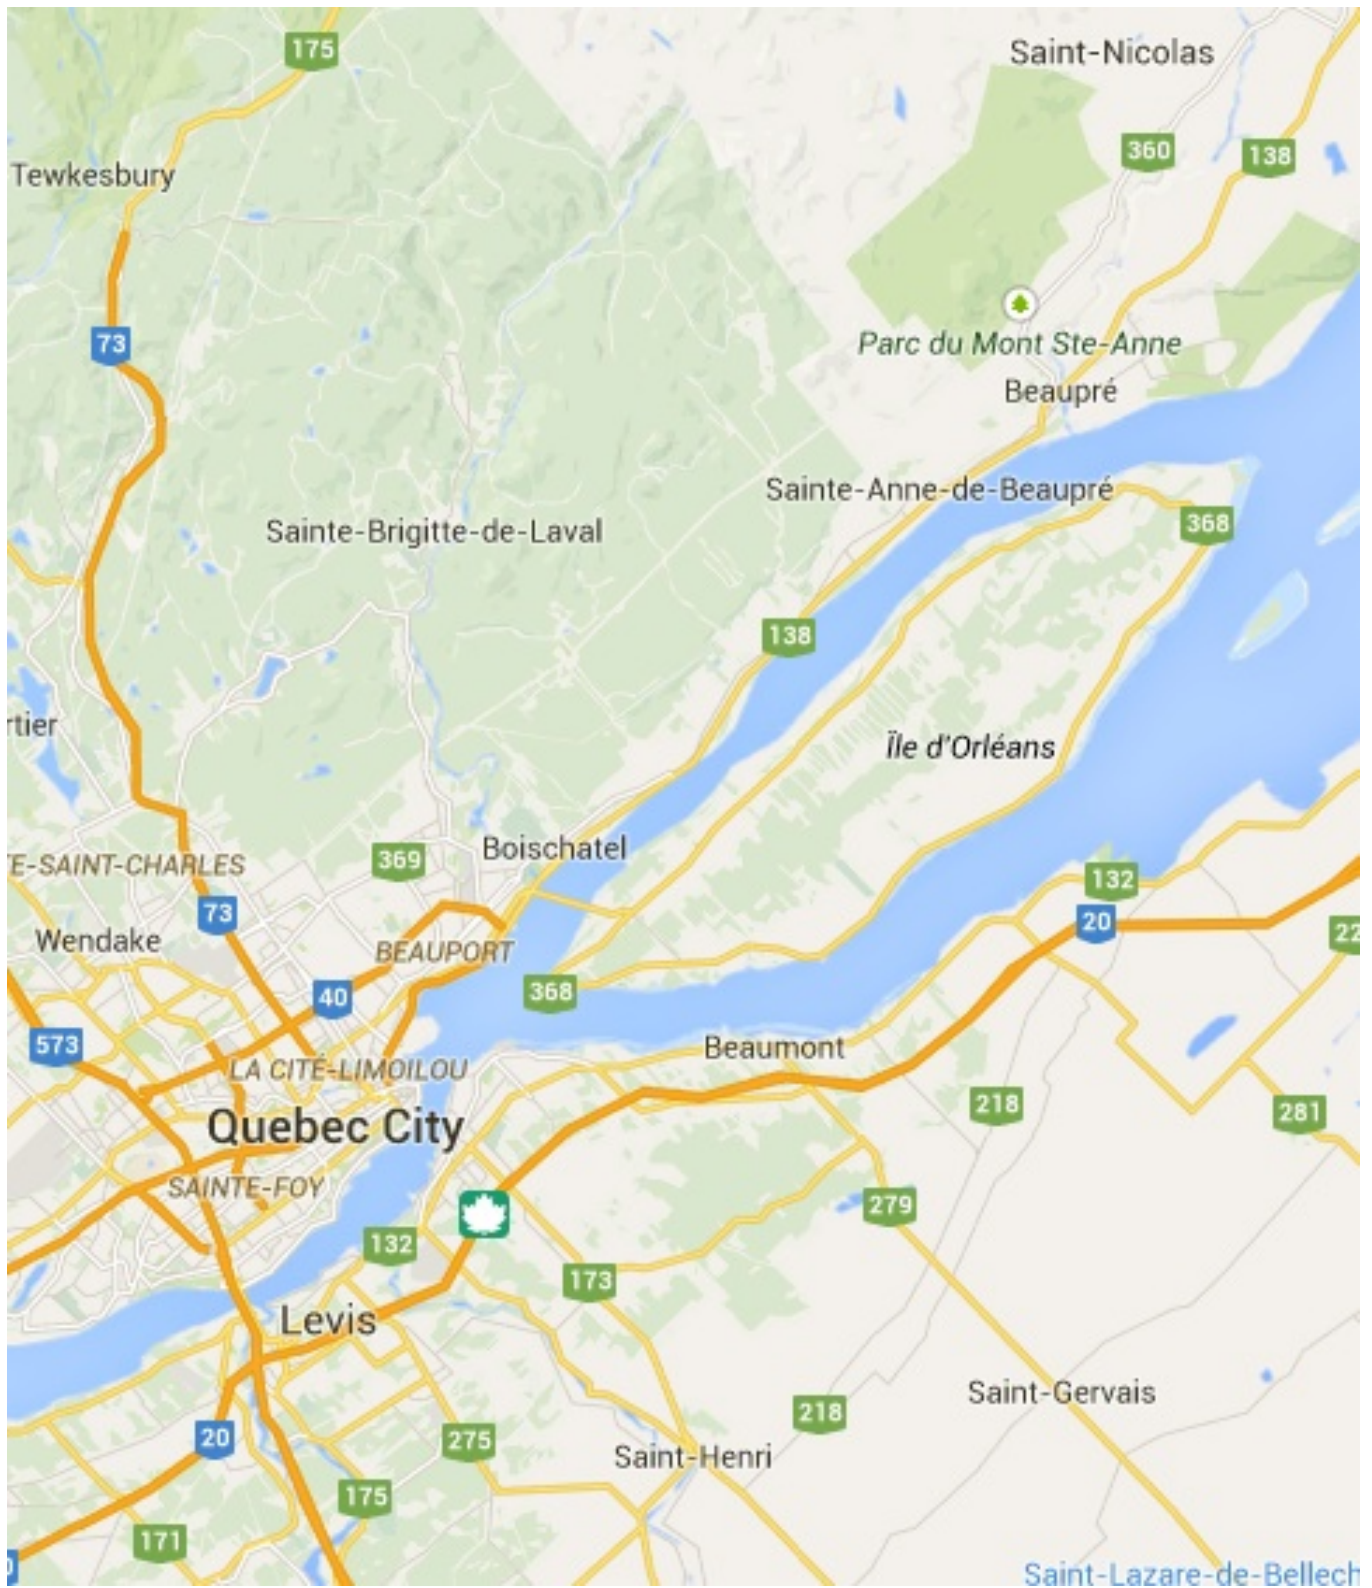 175
Saint-Nicolas
360
138
Tewkesbury
73
Parc du Mont Ste-Anne
Beaupré
Sainte-Anne-de-Beaupré
368
Sainte-Brigitte-de-Laval
138
rtier
Île d'Orléans
Boischatel
369
E-SAINT-CHARLES
132
73
20
22
Wendake
BEAUPORT
40
368
573
Beaumont
LA CITÉ-LIMOILOU
218
281
Quebec City
SAINTE-FOY
279
132
173
Levis
Saint-Gervais
218
20
275
Saint-Henri
175
171
Saint-Lazare-de-Bellech